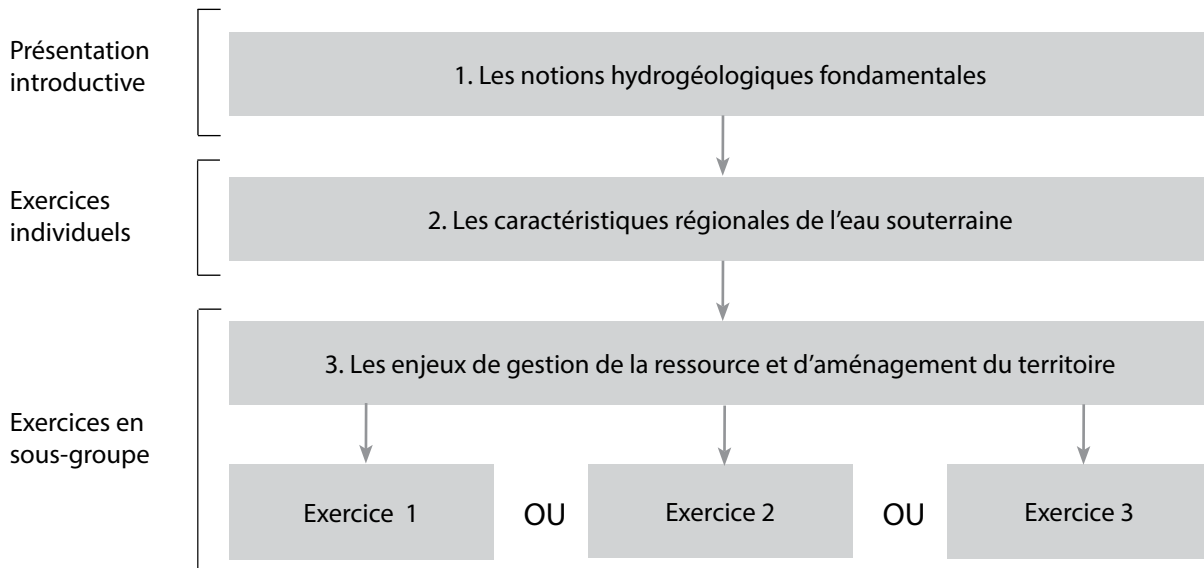 Présentation
introductive
1. Les notions hydrogéologiques fondamentales
Exercices
individuels
2. Les caractéristiques régionales de l'eau souterraine
3. Les enjeux de gestion de la ressource et d'aménagement du territoire
Exercices en
sous-groupe
Exercice 1 OU Exercice 2 OU Exercice 3